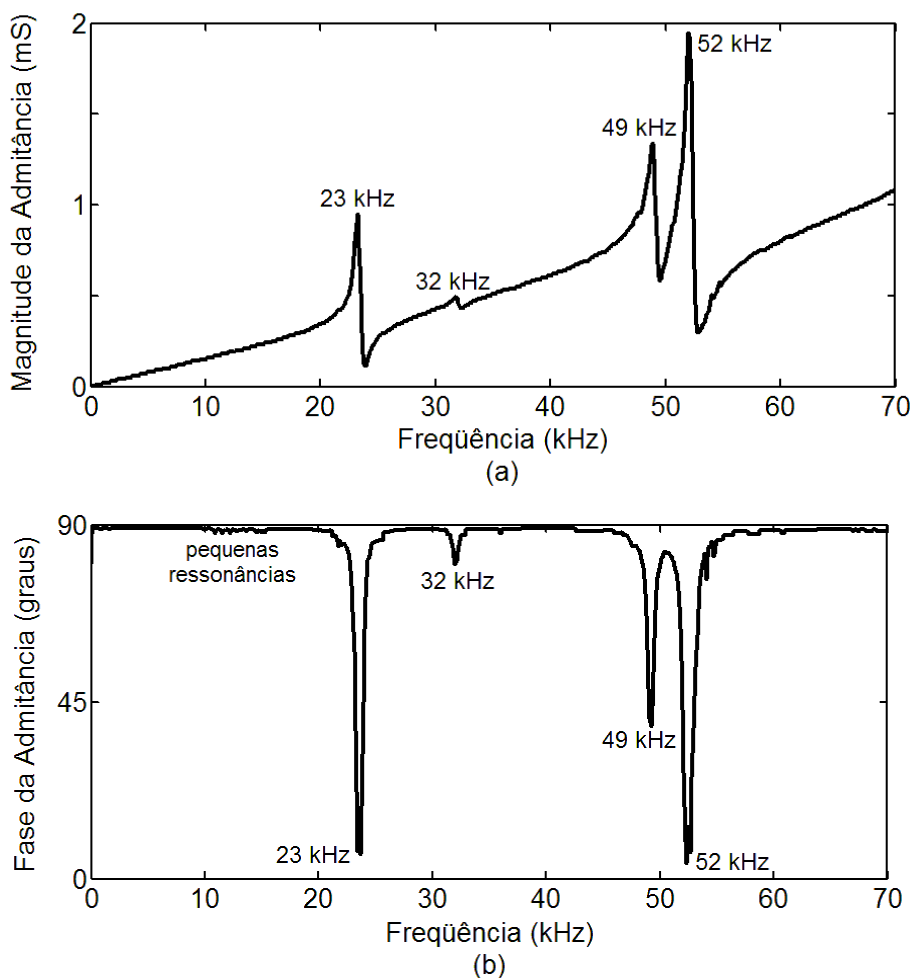 Magnitude da Admitância (mS)
2
1
0
52 kHz
49 kHz
23 kHz
32 kHz
0 10 20 30 40 50 60 70
Freqüência (kHz)
(a)
Fase da Admitância (graus)
90
45
0
pequenas
ressonâncias
32 kHz
49 kHz
23 kHz
52 kHz
0 10 20 30 40 50 60 70
Freqüência (kHz)
(b)